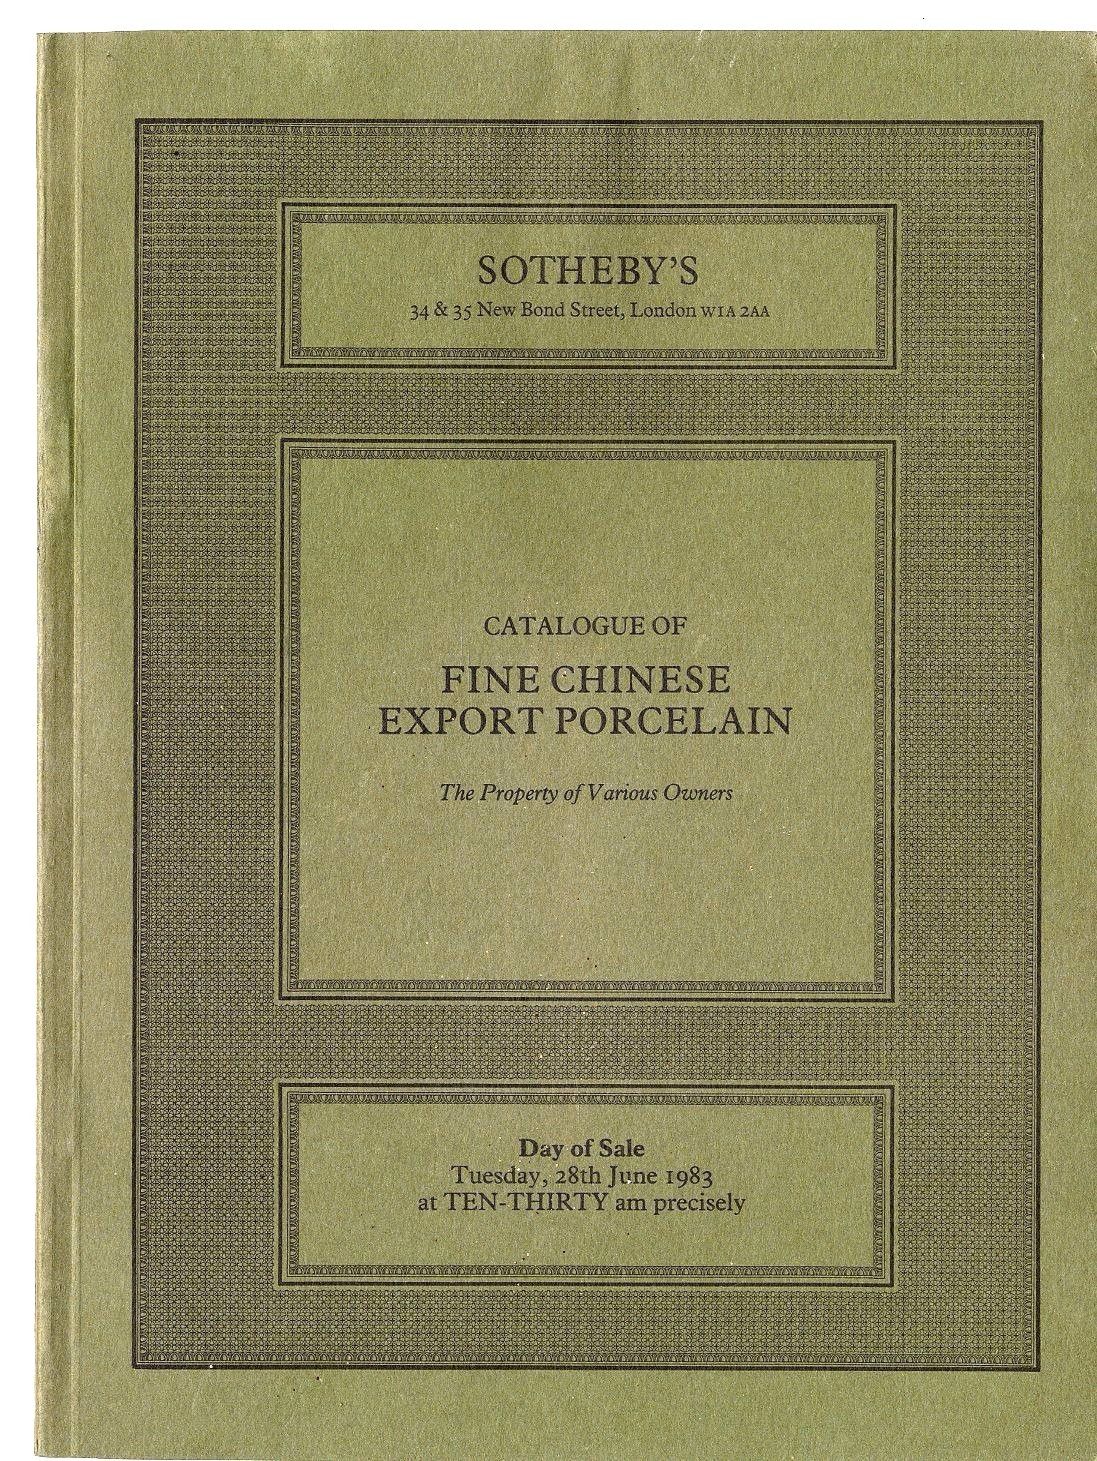 SOTHEBY'S
34 & 35 New Bond Street, London W1A 2AA
CATALOGUE OF
FINE CHINESE
EXPORT PORCELAIN
The Property of Various Owners
Day of Sale
Tuesday, 28th June 1983
at TEN-THIRTY am precisely